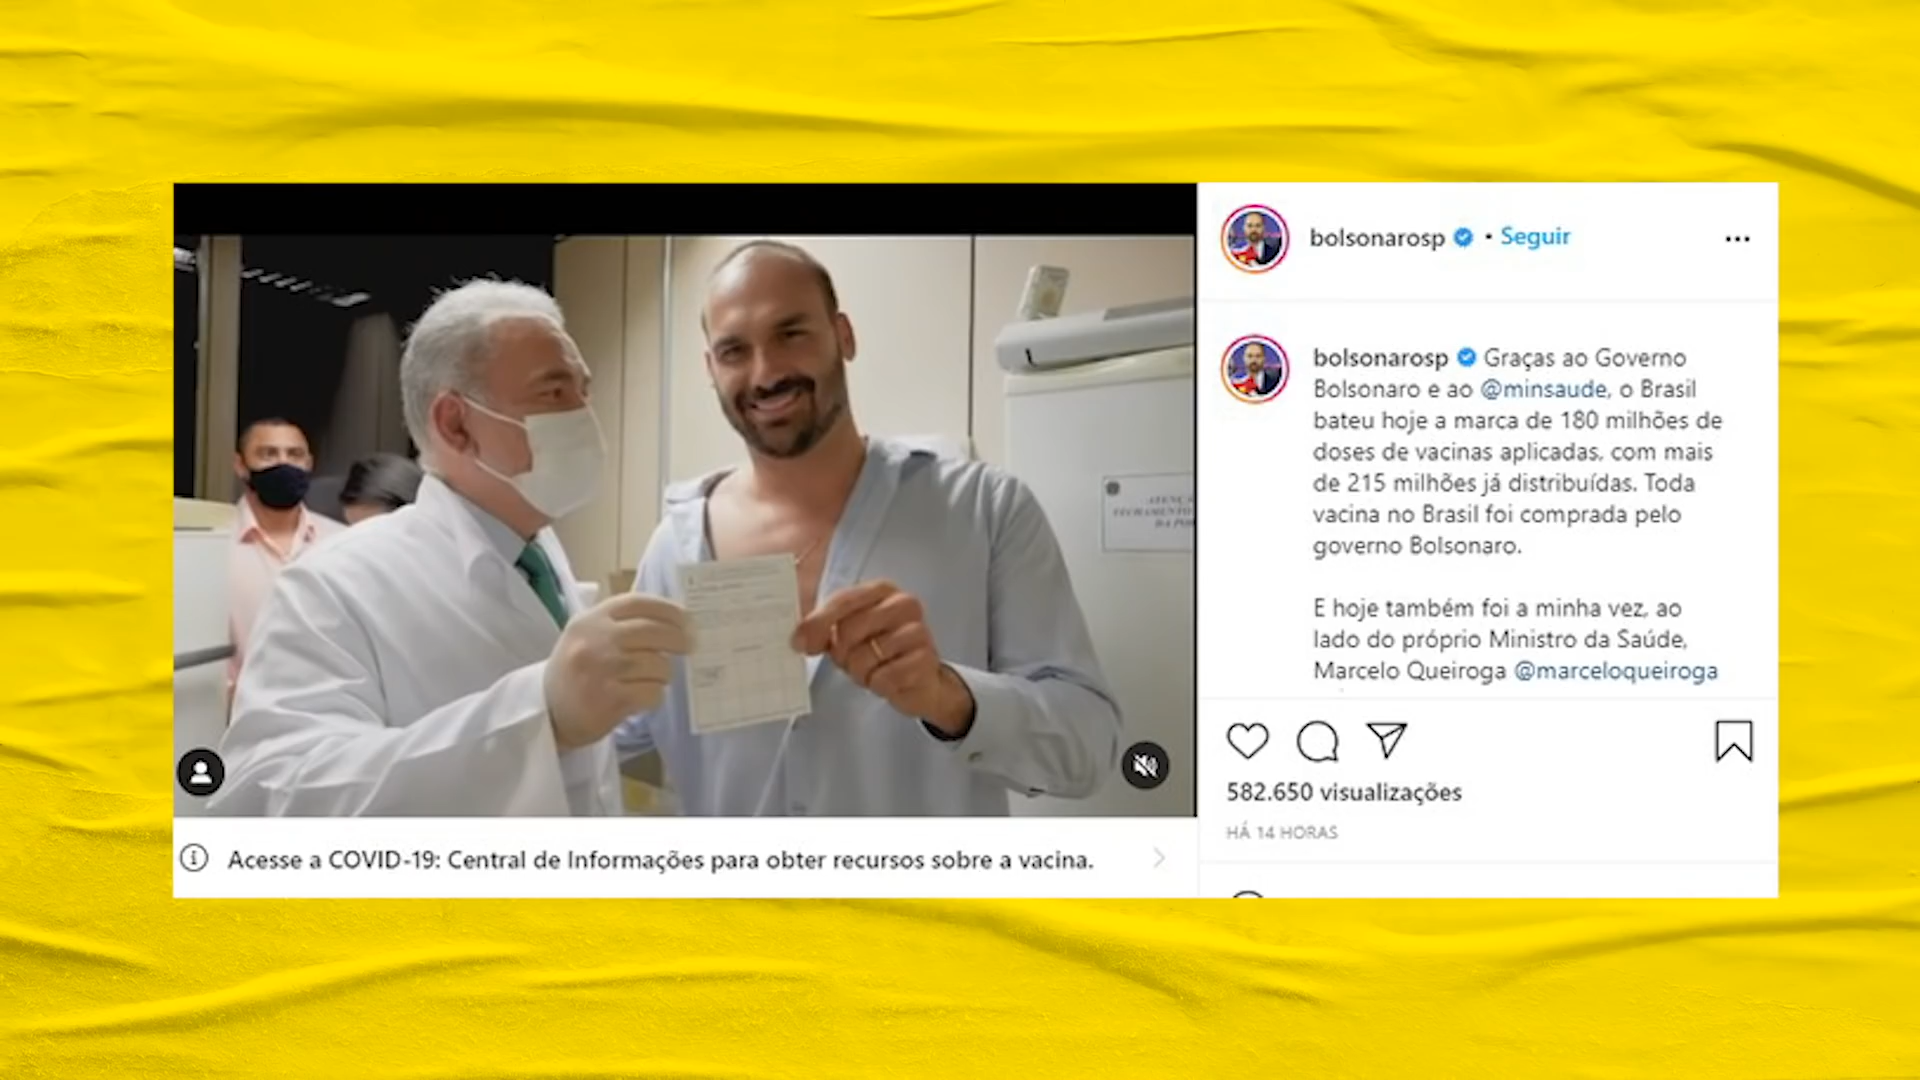 bolsonarosp • Seguir
bolsonarosp Graças ao Governo
Bolsonaro e ao @minsaude, o Brasil
bateu hoje a marca de 180 milhões de
doses de vacinas aplicadas, com mais
de 215 milhões já distribuídas. Toda
vacina no Brasil foi comprada pelo
governo Bolsonaro.
E hoje também foi a minha vez, ao
lado do próprio Ministro da Saúde,
Marcelo Queiroga @marceloqueiroga
582.650 visualizações
HÁ 14 HORAS
Acesse a COVID-19: Central de Informações para obter recursos sobre a vacina.